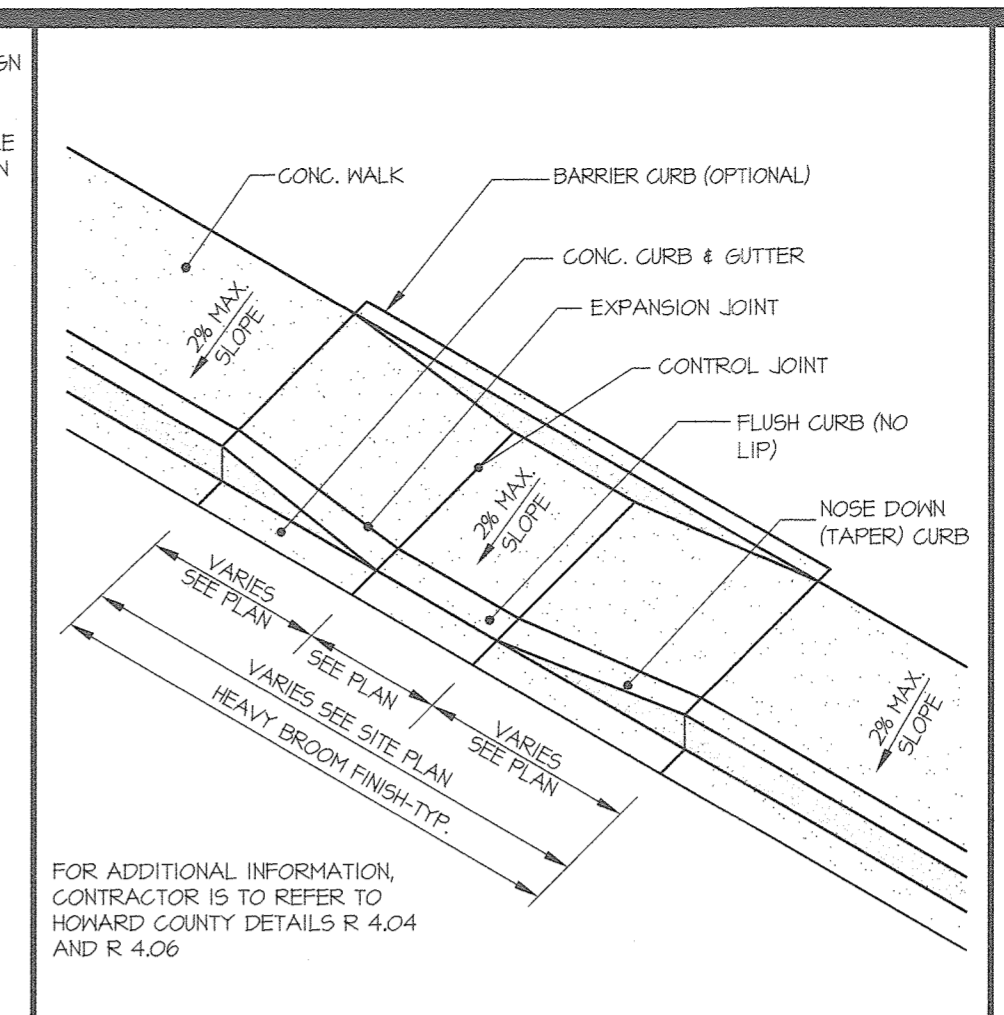 GN
LE
N
CONC. WALK
BARRIER CURB (OPTIONAL)
CONC. CURB & GUTTER
EXPANSION JOINT
CONTROL JOINT
FLUSH CURB (NO
LIP)
NOSE DOWN
(TAPER) CURB
2% MAX.
SLOPE
2% MAX.
SLOPE
2% MAX.
SLOPE
VARIES
SEE PLAN
SEE PLAN
VARIES
SEE PLAN
VARIES SEE SITE PLAN
HEAVY BROOM FINISH-TYP.
FOR ADDITIONAL INFORMATION,
CONTRACTOR IS TO REFER TO
HOWARD COUNTY DETAILS R 4.04
AND R 4.06